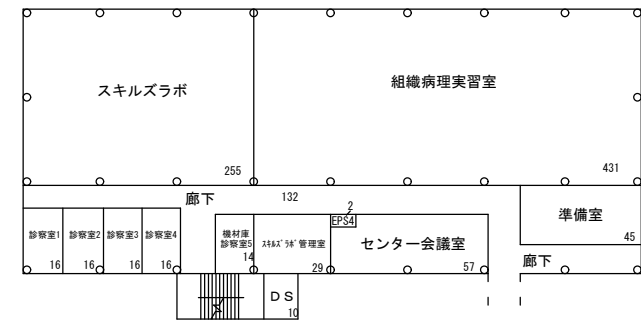 スキルズラボ
255
組織病理実習室
431
廊下
132
診察室1
16
診察室2
16
診察室3
16
診察室4
16
機材庫
診察室5
14
スキルズラボ管理室
29
2
EPS4
センター会議室
57
準備室
45
廊下
DS
10